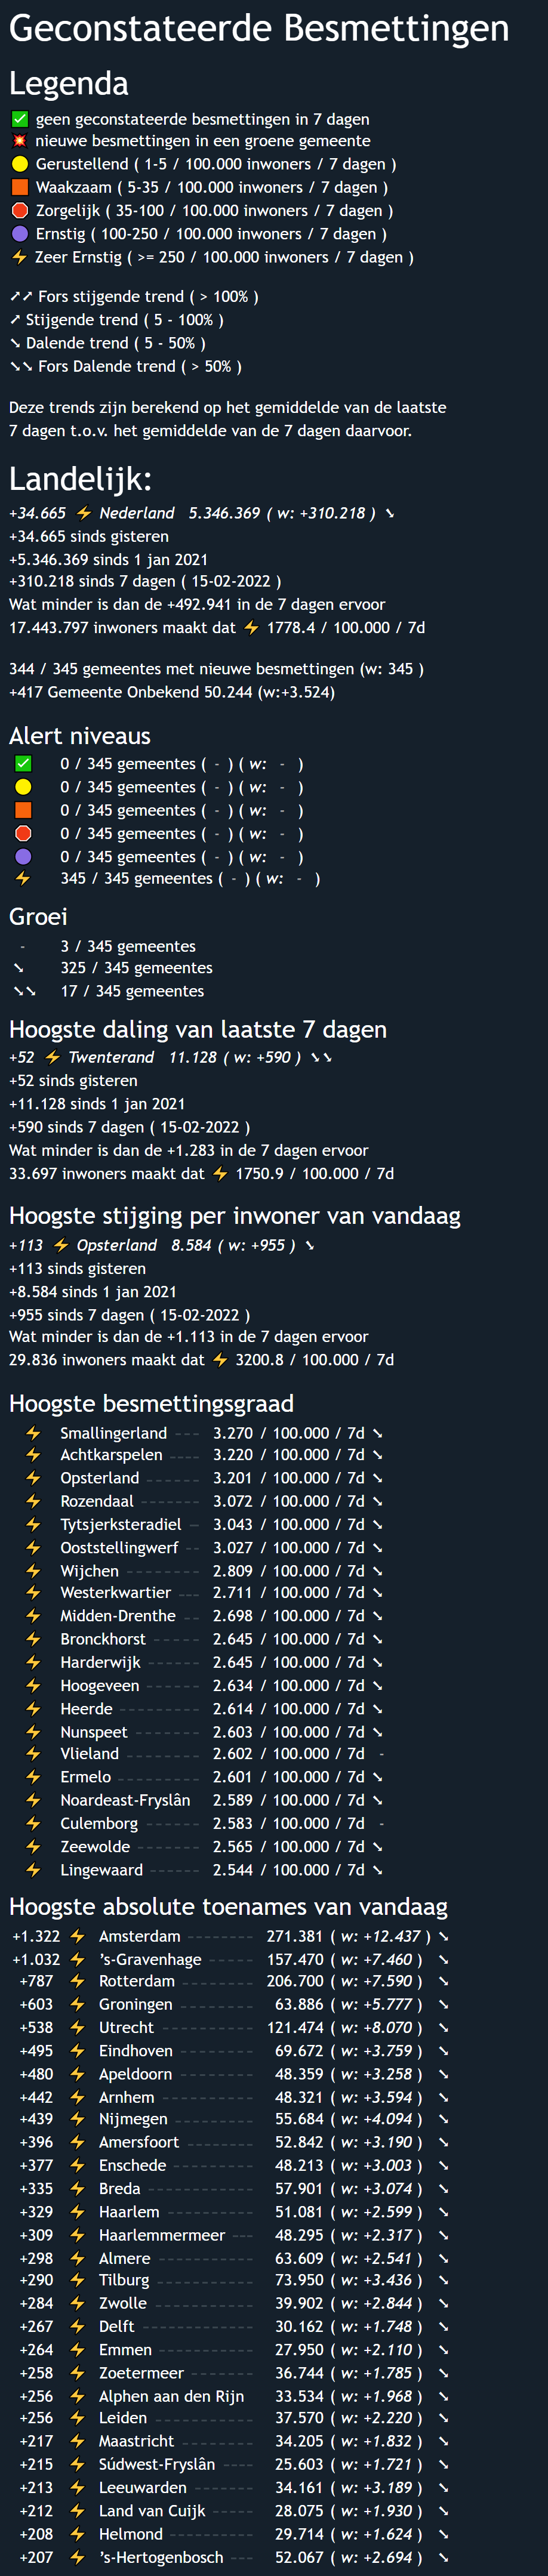 Geconstateerde Besmettingen
Legenda
✅ geen geconstateerde besmettingen in 7 dagen
💥 nieuwe besmettingen in een groene gemeente
🟡 Gerustellend ( 1-5 / 100.000 inwoners / 7 dagen )
🟧 Waakzaam ( 5-35 / 100.000 inwoners / 7 dagen )
🛑 Zorgelijk ( 35-100 / 100.000 inwoners / 7 dagen )
🟣 Ernstig ( 100-250 / 100.000 inwoners / 7 dagen )
⚡ Zeer Ernstig ( >= 250 / 100.000 inwoners / 7 dagen )
➚➚ Fors stijgende trend ( > 100% )
➚ Stijgende trend ( 5 - 100% )
➘ Dalende trend ( 5 - 50% )
➘➘ Fors Dalende trend ( > 50% )
Deze trends zijn berekend op het gemiddelde van de laatste
7 dagen t.o.v. het gemiddelde van de 7 dagen daarvoor.
Landelijk:
+34.665 ⚡ Nederland 5.346.369 ( w: +310.218 ) ➘
+34.665 sinds gisteren
+5.346.369 sinds 1 jan 2021
+310.218 sinds 7 dagen ( 15-02-2022 )
Wat minder is dan de +492.941 in de 7 dagen ervoor
17.443.797 inwoners maakt dat ⚡ 1778.4 / 100.000 / 7d
344 / 345 gemeentes met nieuwe besmettingen (w: 345 )
+417 Gemeente Onbekend 50.244 (w:+3.524)
Alert niveaus
✅ 0 / 345 gemeentes ( - ) ( w: - )
🟡 0 / 345 gemeentes ( - ) ( w: - )
🟧 0 / 345 gemeentes ( - ) ( w: - )
🛑 0 / 345 gemeentes ( - ) ( w: - )
🟣 0 / 345 gemeentes ( - ) ( w: - )
⚡ 345 / 345 gemeentes ( - ) ( w: - )
Groei
- 3 / 345 gemeentes
➘ 325 / 345 gemeentes
➘➘ 17 / 345 gemeentes
Hoogste daling van laatste 7 dagen
+52 ⚡ Twenterand 11.128 ( w: +590 ) ➘➘
+52 sinds gisteren
+11.128 sinds 1 jan 2021
+590 sinds 7 dagen ( 15-02-2022 )
Wat minder is dan de +1.283 in de 7 dagen ervoor
33.697 inwoners maakt dat ⚡ 1750.9 / 100.000 / 7d
Hoogste stijging per inwoner van vandaag
+113 ⚡ Opsterland 8.584 ( w: +955 ) ➘
+113 sinds gisteren
+8.584 sinds 1 jan 2021
+955 sinds 7 dagen ( 15-02-2022 )
Wat minder is dan de +1.113 in de 7 dagen ervoor
29.836 inwoners maakt dat ⚡ 3200.8 / 100.000 / 7d
Hoogste besmettingsgraad
⚡ Smallingerland --- 3.270 / 100.000 / 7d ➘
⚡ Achtkarspelen ---- 3.220 / 100.000 / 7d ➘
⚡ Opsterland ------ 3.201 / 100.000 / 7d ➘
⚡ Rozendaal ------- 3.072 / 100.000 / 7d ➘
⚡ Tytsjerksteradiel - 3.043 / 100.000 / 7d ➘
⚡ Ooststellingwerf -- 3.027 / 100.000 / 7d ➘
⚡ Wijchen --------- 2.809 / 100.000 / 7d ➘
⚡ Westerkwartier --- 2.711 / 100.000 / 7d ➘
⚡ Midden-Drenthe -- 2.698 / 100.000 / 7d ➘
⚡ Bronckhorst ----- 2.645 / 100.000 / 7d ➘
⚡ Harderwijk ------ 2.645 / 100.000 / 7d ➘
⚡ Hoogeveen ------ 2.634 / 100.000 / 7d ➘
⚡ Heerde --------- 2.614 / 100.000 / 7d ➘
⚡ Nunspeet ------- 2.603 / 100.000 / 7d ➘
⚡ Vlieland -------- 2.602 / 100.000 / 7d -
⚡ Ermelo --------- 2.601 / 100.000 / 7d ➘
⚡ Noardeast-Fryslân 2.589 / 100.000 / 7d ➘
⚡ Culemborg ------ 2.583 / 100.000 / 7d -
⚡ Zeewolde ------- 2.565 / 100.000 / 7d ➘
⚡ Lingewaard ------ 2.544 / 100.000 / 7d ➘
Hoogste absolute toenames van vandaag
+1.322 ⚡ Amsterdam -------- 271.381 ( w: +12.437 ) ➘
+1.032 ⚡ 's-Gravenhage ----- 157.470 ( w: +7.460 ) ➘
+787 ⚡ Rotterdam -------- 206.700 ( w: +7.590 ) ➘
+603 ⚡ Groningen --------- 63.886 ( w: +5.777 ) ➘
+538 ⚡ Utrecht ----------- 121.474 ( w: +8.070 ) ➘
+495 ⚡ Eindhoven --------- 69.672 ( w: +3.759 ) ➘
+480 ⚡ Apeldoorn --------- 48.359 ( w: +3.258 ) ➘
+442 ⚡ Arnhem ----------- 48.321 ( w: +3.594 ) ➘
+439 ⚡ Nijmegen --------- 55.684 ( w: +4.094 ) ➘
+396 ⚡ Amersfoort -------- 52.842 ( w: +3.190 ) ➘
+377 ⚡ Enschede --------- 48.213 ( w: +3.003 ) ➘
+335 ⚡ Breda ------------ 57.901 ( w: +3.074 ) ➘
+329 ⚡ Haarlem ---------- 51.081 ( w: +2.599 ) ➘
+309 ⚡ Haarlemmermeer --- 48.295 ( w: +2.317 ) ➘
+298 ⚡ Almere ----------- 63.609 ( w: +2.541 ) ➘
+290 ⚡ Tilburg ----------- 73.950 ( w: +3.436 ) ➘
+284 ⚡ Zwolle ----------- 39.902 ( w: +2.844 ) ➘
+267 ⚡ Delft ------------ 30.162 ( w: +1.748 ) ➘
+264 ⚡ Emmen ----------- 27.950 ( w: +2.110 ) ➘
+258 ⚡ Zoetermeer -------- 36.744 ( w: +1.785 ) ➘
+256 ⚡ Alphen aan den Rijn 33.534 ( w: +1.968 ) ➘
+256 ⚡ Leiden ----------- 37.570 ( w: +2.220 ) ➘
+217 ⚡ Maastricht -------- 34.205 ( w: +1.832 ) ➘
+215 ⚡ Súdwest-Fryslân ---- 25.603 ( w: +1.721 ) ➘
+213 ⚡ Leeuwarden ------- 34.161 ( w: +3.189 ) ➘
+212 ⚡ Land van Cuijk ----- 28.075 ( w: +1.930 ) ➘
+208 ⚡ Helmond ---------- 29.714 ( w: +1.624 ) ➘
+207 ⚡ 's-Hertogenbosch --- 52.067 ( w: +2.694 ) ➘